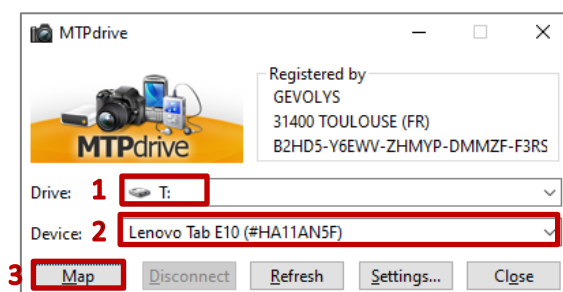 MTPdrive
Registered by
GEVOLYS
31400 TOULOUSE (FR)
B2HD5-Y6EWV-ZHMYP-DMMZF-F3RS
MTPdrive
Drive: 1 T:
Device: 2 Lenovo Tab E10 (#HA11AN5F)
3 Map Disconnect Refresh Settings... Close